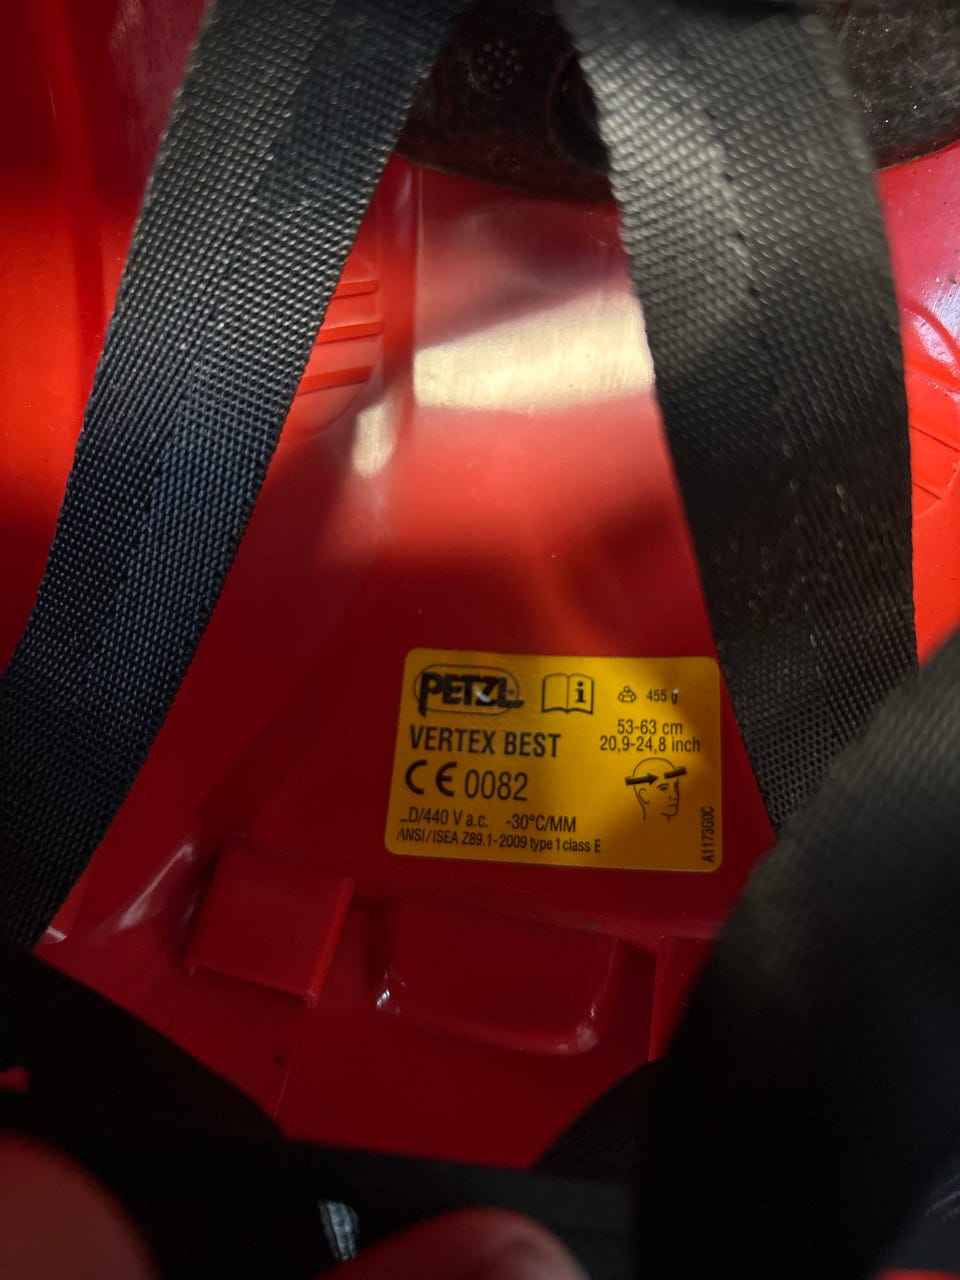 PETZL
i
455 g
53-63 cm
20,9-24,8 inch
VERTEX BEST
CE 0082
LD/440 V a.c. -30°C/MM
ANSI/ISEA Z89.1-2009 type 1 class E
A1173G0C